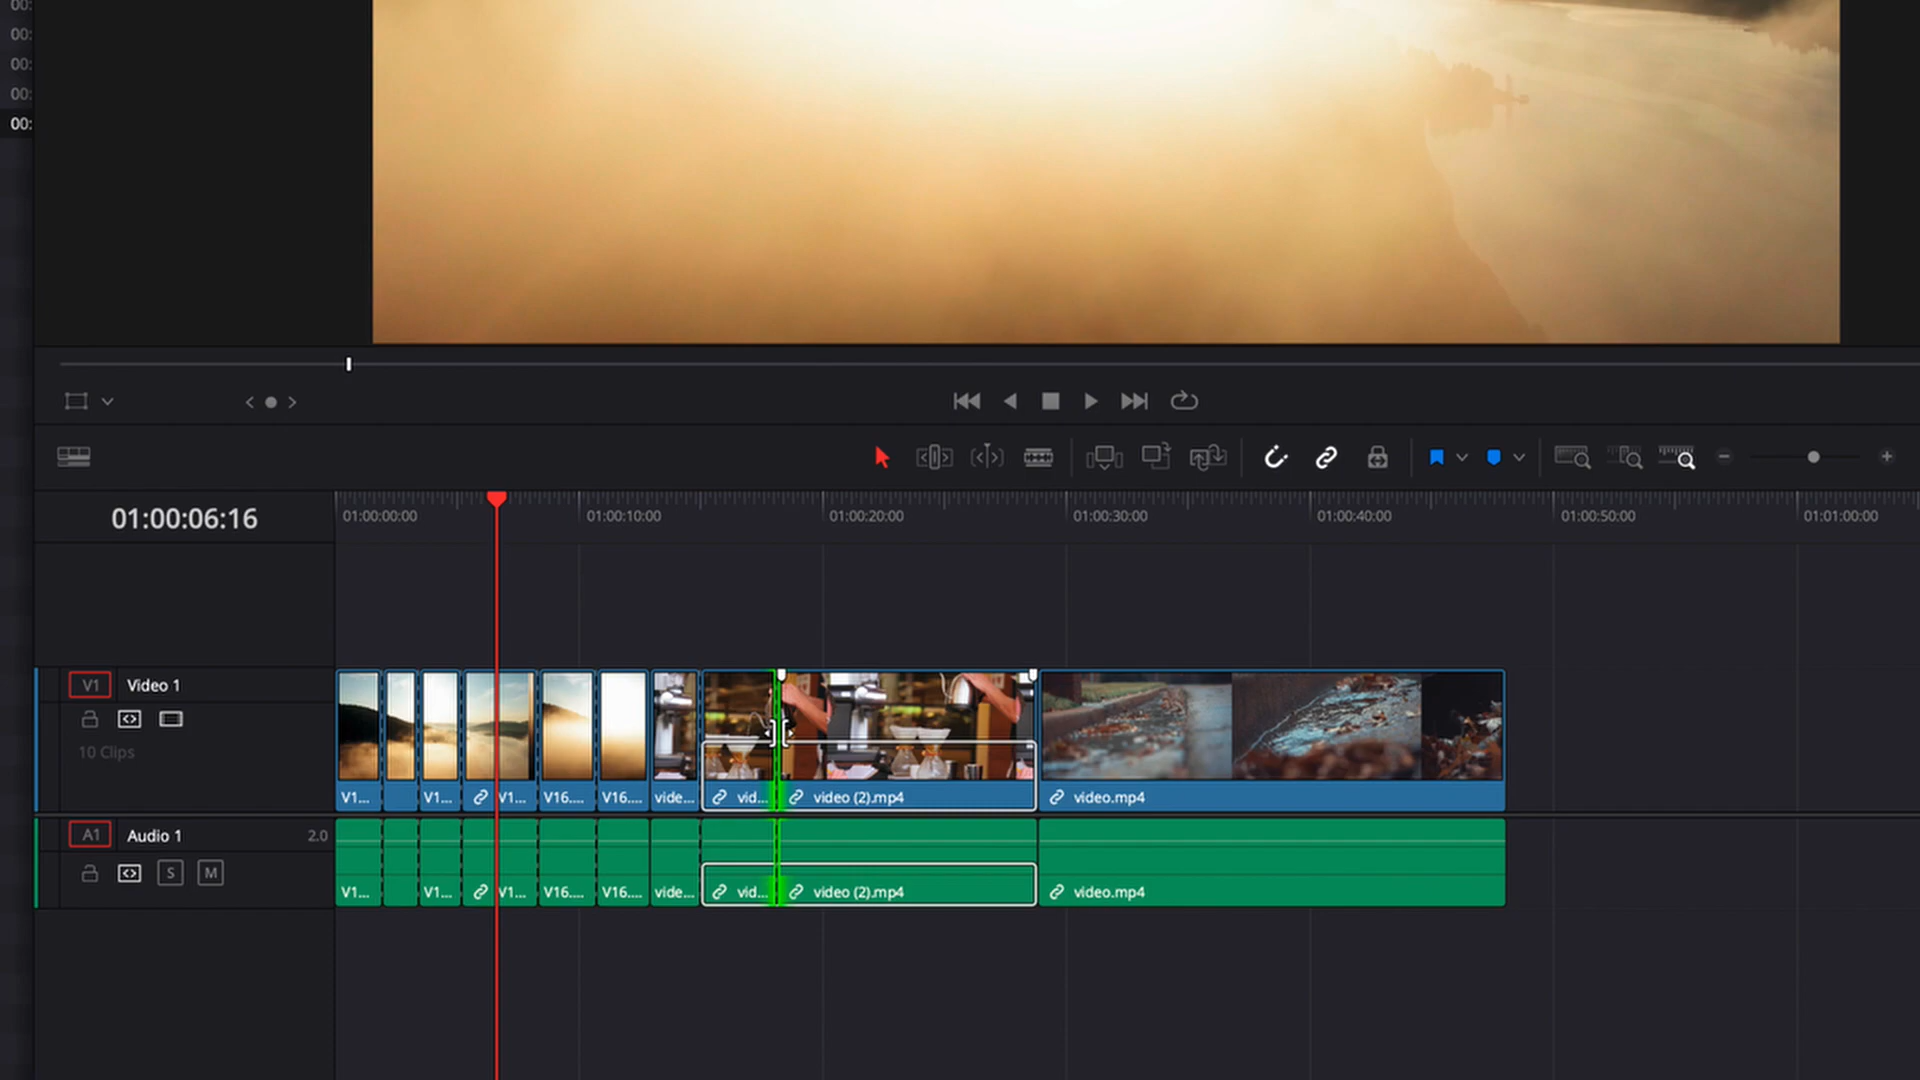 00:
00:
00:
00:
00:
01:00:06:16
01:00:00:00
01:00:10:00
01:00:20:00
01:00:30:00
01:00:40:00
01:00:50:00
01:01:00:00
V1
Video 1
10 Clips
V1...
V1...
V1...
V16....
V16....
vide...
vid...
video (2).mp4
video.mp4
A1
Audio 1
2.0
S
M
V1...
V1...
V1...
V16....
V16....
vide...
vid...
video (2).mp4
video.mp4